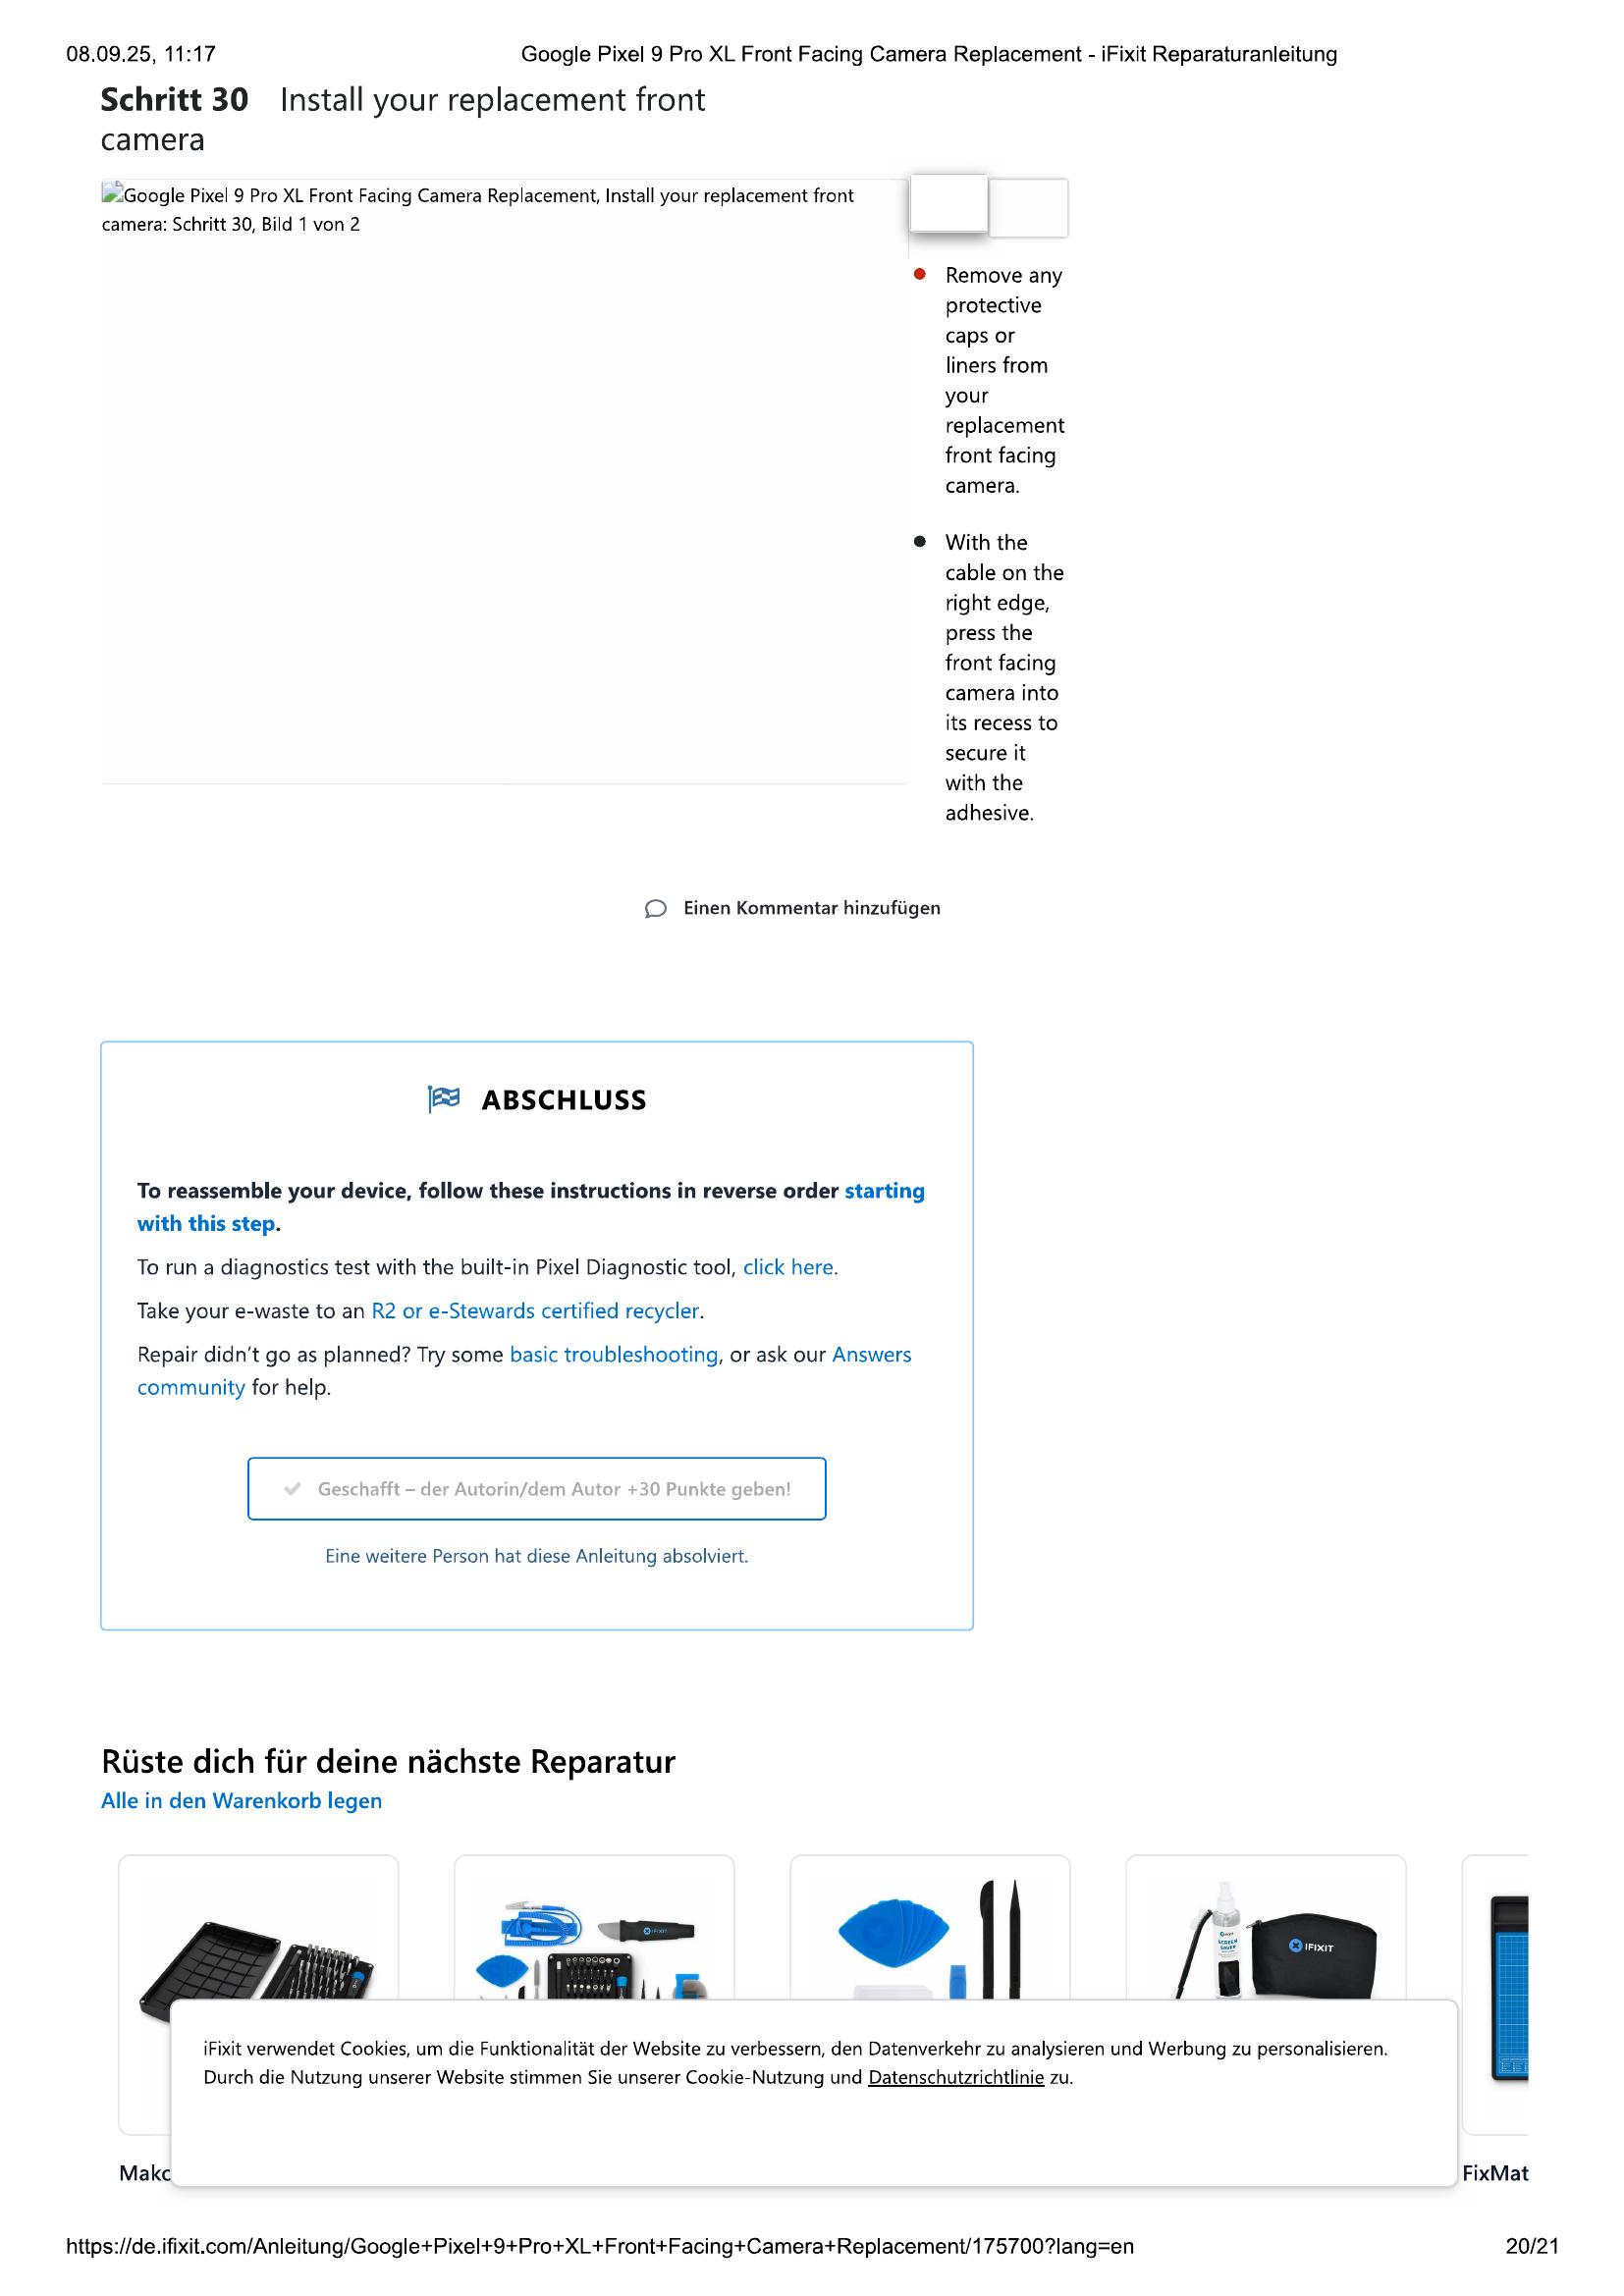 08.09.25, 11:17
Google Pixel 9 Pro XL Front Facing Camera Replacement - iFixit Reparaturanleitung
Schritt 30 Install your replacement front
camera
Google Pixel 9 Pro XL Front Facing Camera Replacement, Install your replacement front
camera: Schritt 30, Bild 1 von 2
Remove any
protective
caps or
liners from
your
replacement
front facing
camera.
With the
cable on the
right edge,
press the
front facing
camera into
its recess to
secure it
with the
adhesive.
Einen Kommentar hinzufügen
ABSCHLUSS
To reassemble your device, follow these instructions in reverse order starting
with this step.
To run a diagnostics test with the built-in Pixel Diagnostic tool, click here.
Take your e-waste to an R2 or e-Stewards certified recycler.
Repair didn't go as planned? Try some basic troubleshooting, or ask our Answers
community for help.
Geschafft – der Autorin/dem Autor +30 Punkte geben!
Eine weitere Person hat diese Anleitung absolviert.
Rüste dich für deine nächste Reparatur
Alle in den Warenkorb legen
IFIXIT
IFIXIT
iFixit verwendet Cookies, um die Funktionalität der Website zu verbessern, den Datenverkehr zu analysieren und Werbung zu personalisieren.
Durch die Nutzung unserer Website stimmen Sie unserer Cookie-Nutzung und Datenschutzrichtlinie zu.
FixMat
https://de.ifixit.com/Anleitung/Google+Pixel+9+Pro+XL+Front+Facing+Camera+Replacement/175700?lang=en
20/21